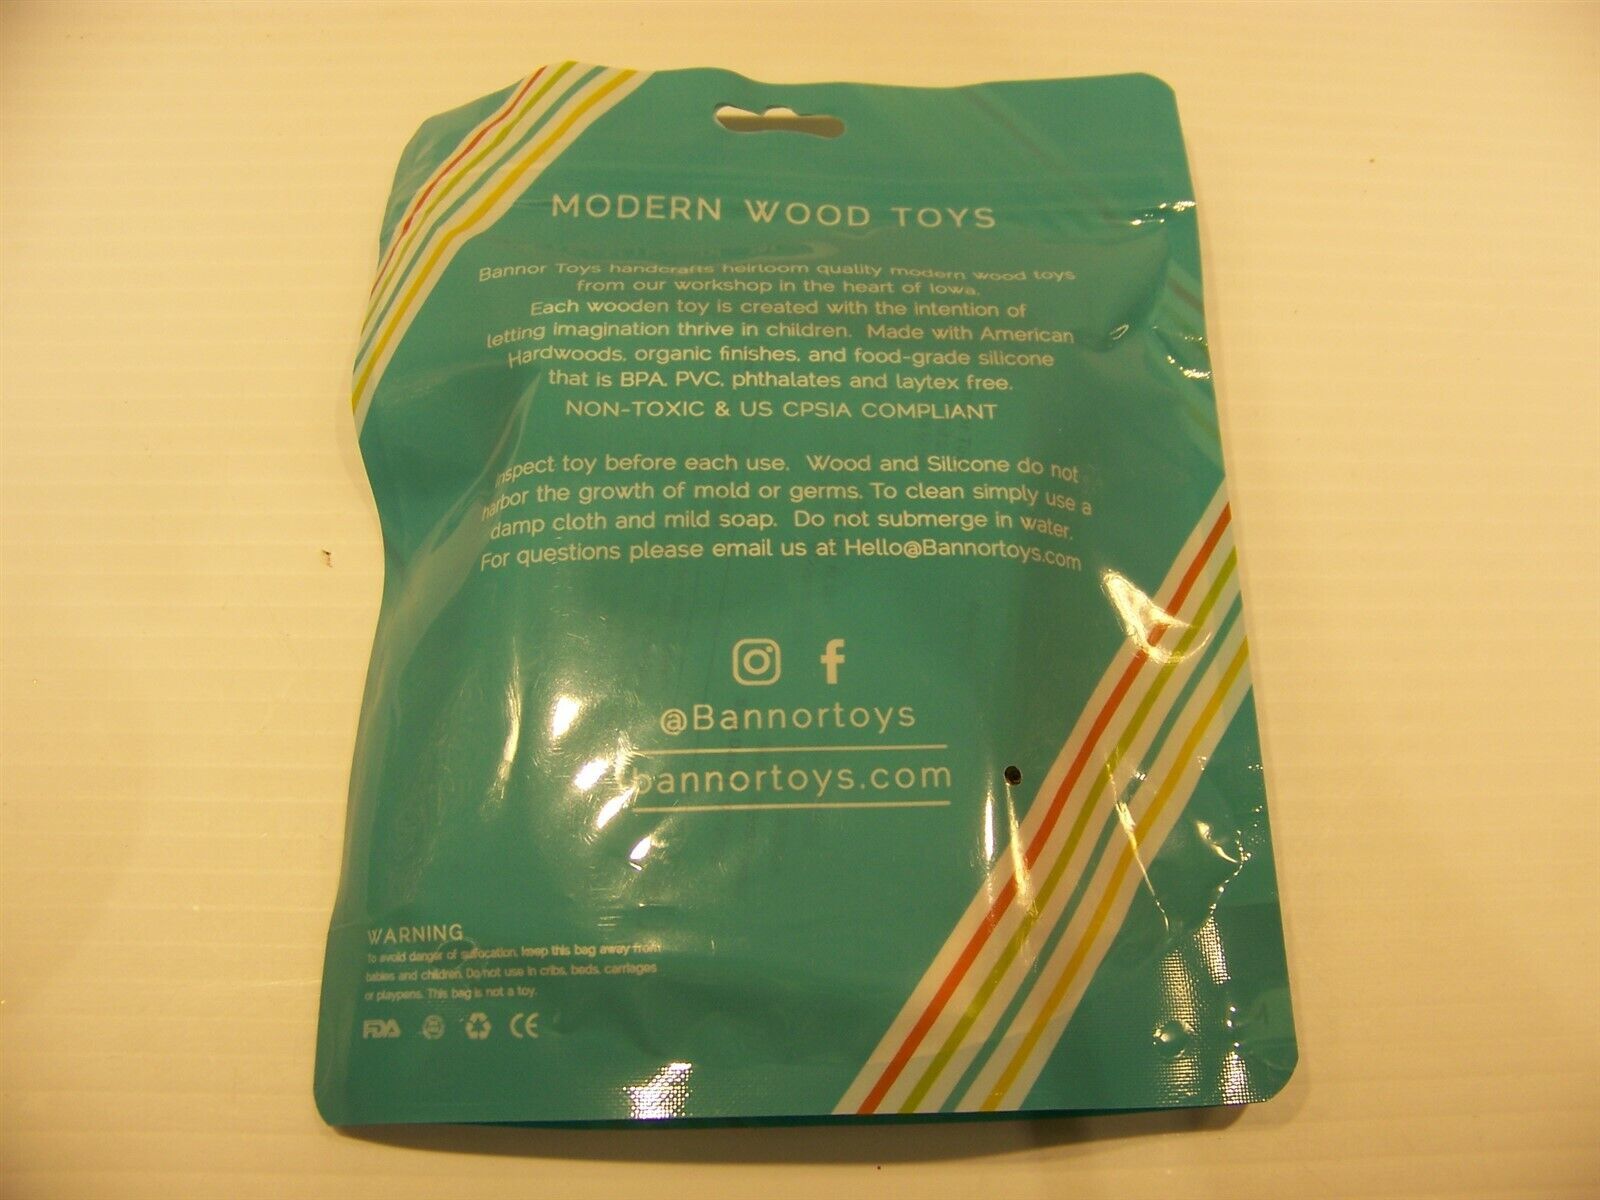 MODERN WOOD TOYS
Bannor Toys handcrafts heirloom quality modern wood toys
from our workshop in the heart of Iowa.
Each wooden toy is created with the intention of
letting imagination thrive in children. Made with American
Hardwoods, organic finishes, and food-grade silicone
that is BPA, PVC, phthalates and laytex free.
NON-TOXIC & US CPSIA COMPLIANT
Inspect toy before each use. Wood and Silicone do not
harbor the growth of mold or germs. To clean simply use a
damp cloth and mild soap. Do not submerge in water.
For questions please email us at Hello@Bannortoys.com
@Bannortoys
bannortoys.com
WARNING
To avoid danger of suffocation, keep this bag away from
babies and children. Do not use in cribs, beds, carriages
or playpens. This bag is not a toy.
FDA CE